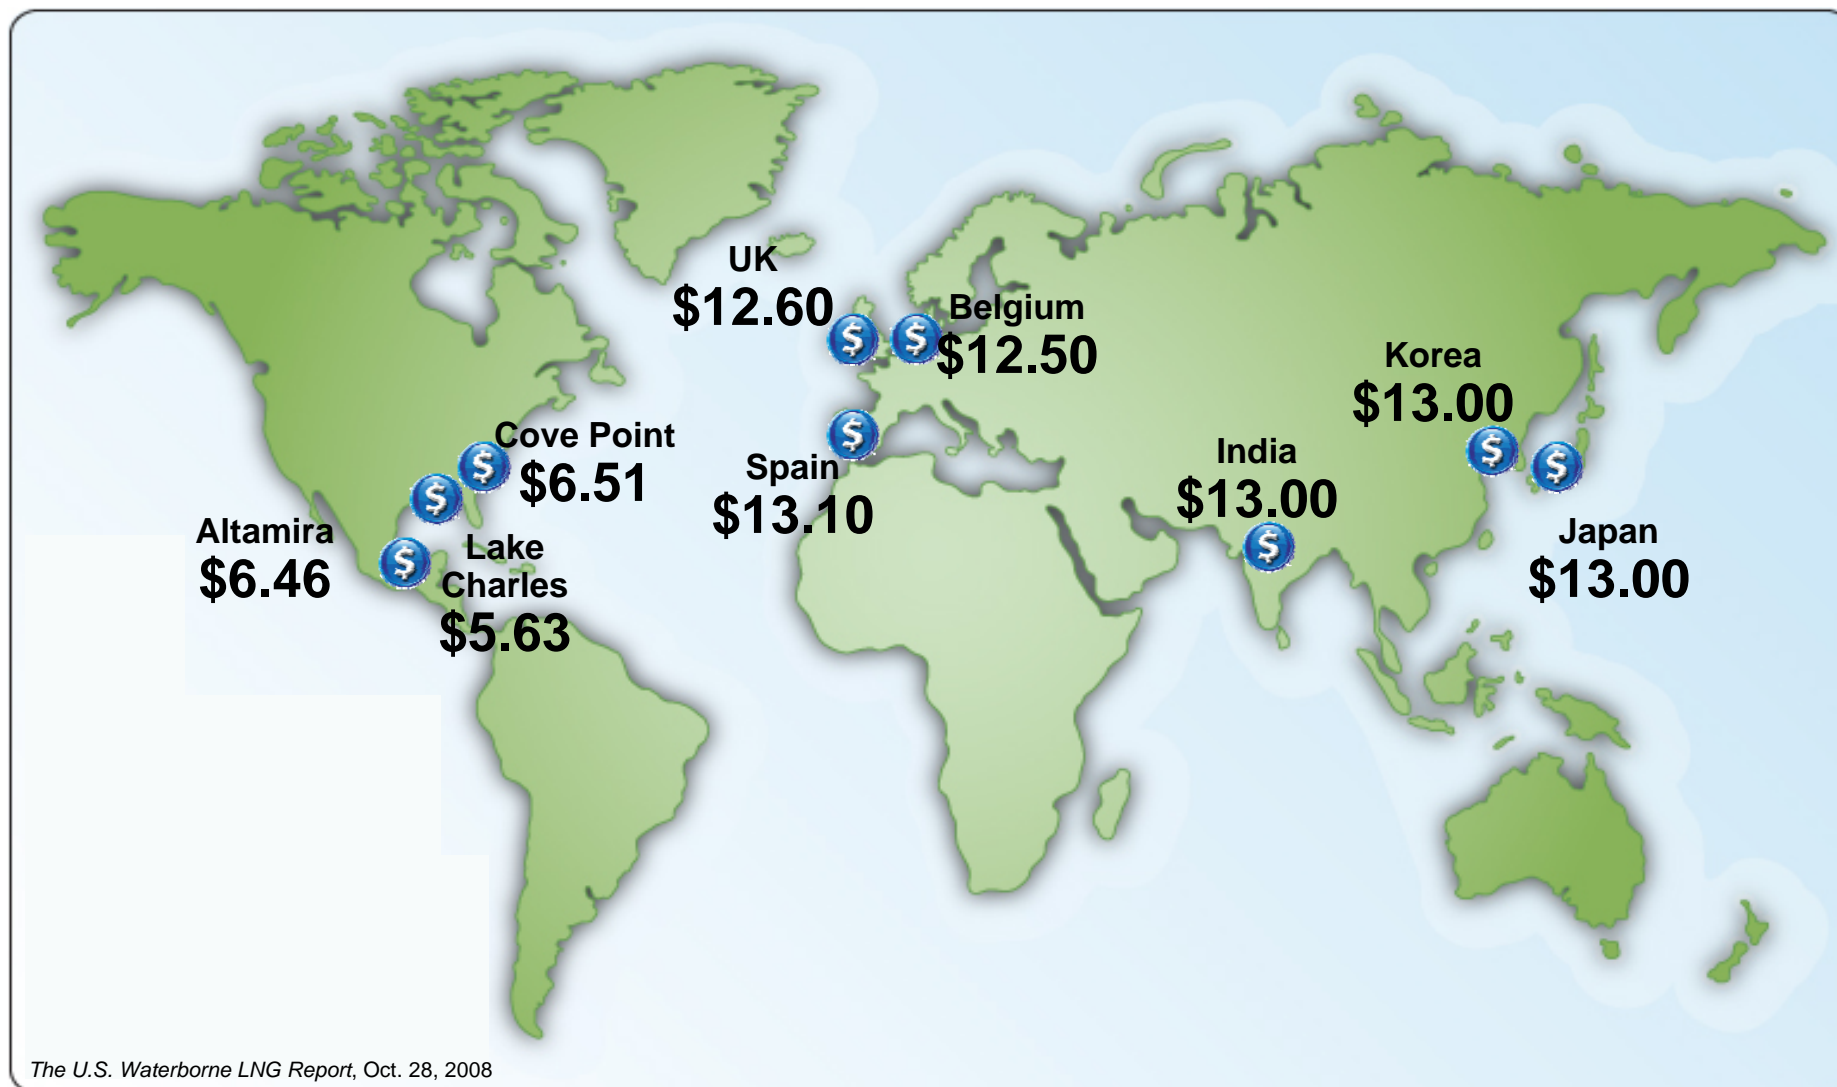 UK
$12.60
Belgium
$12.50
Korea
$13.00
Cove Point
$6.51
Spain
$13.10
India
$13.00
Altamira
$6.46
Lake
Charles
$5.63
Japan
$13.00
The U.S. Waterborne LNG Report, Oct. 28, 2008